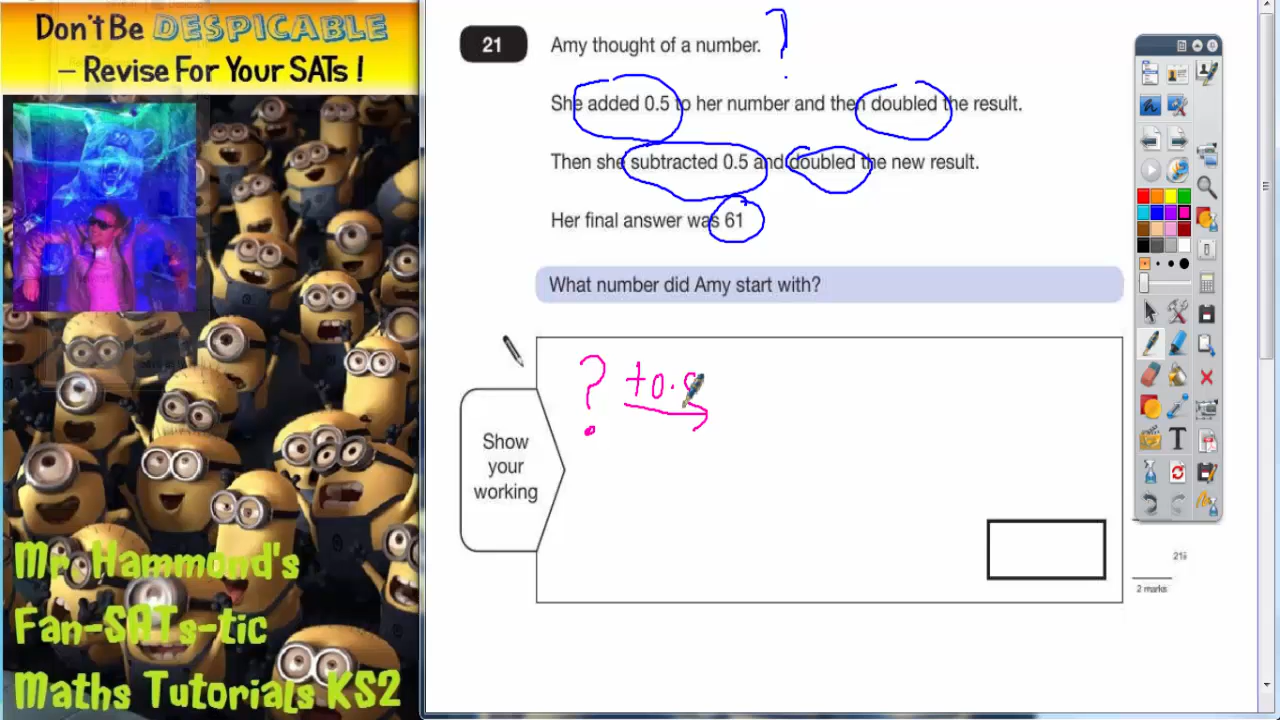 Don't Be DESPICABLE
– Revise For Your SATs !
21
Amy thought of a number. ?
She added 0.5 to her number and then doubled the result.
Then she subtracted 0.5 and doubled the new result.
Her final answer was 61
What number did Amy start with?
? +0.5
Show
your
working
2 marks
Mr Hammond's
Fan-SATs-tic
Maths Tutorials KS2